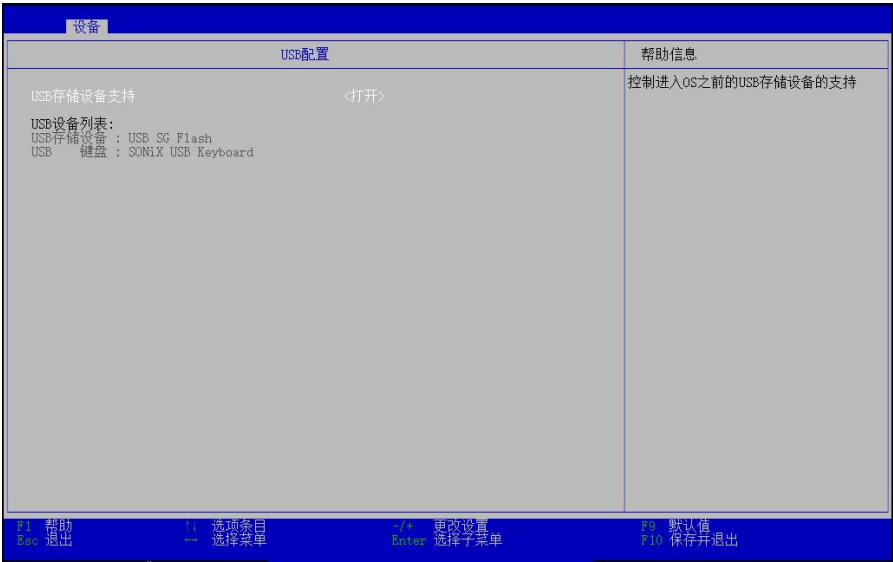 设备
USB配置
帮助信息
USB存储设备支持 <打开>
控制进入OS之前的USB存储设备的支持
USB设备列表:
USB存储设备 : USB SG Flash
USB 键盘 : SONiX USB Keyboard
F1 帮助 ↑↓ 选项条目 -/+ 更改设置 F9 默认值
Esc 退出 ←→ 选择菜单 Enter 选择子菜单 F10 保存并退出